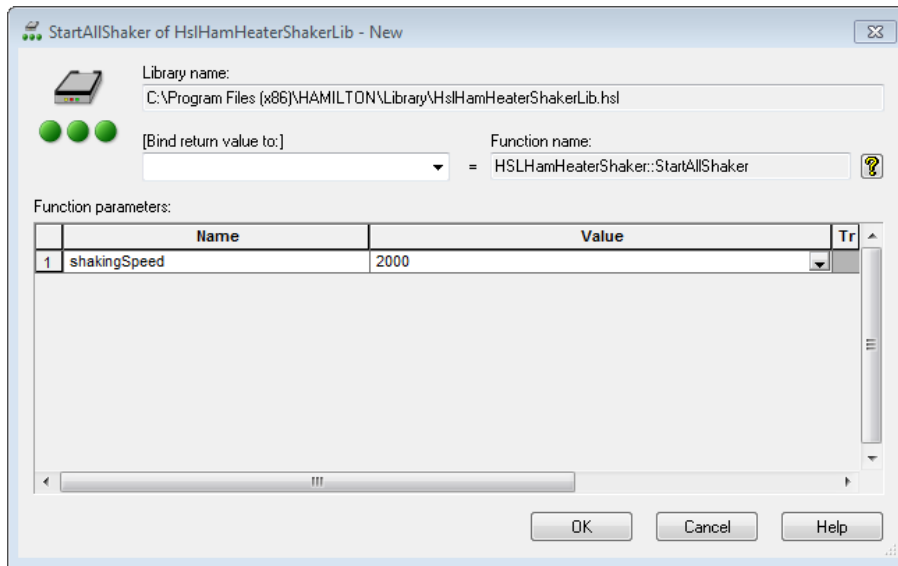 StartAllShaker of HslHamHeaterShakerLib - New
Library name:
C:\Program Files (x86)\HAMILTON\Library\HslHamHeaterShakerLib.hsl
[Bind return value to:]
Function name:
= HSLHamHeaterShaker::StartAllShaker
Function parameters:
Name Value Tr
1 shakingSpeed 2000
OK Cancel Help